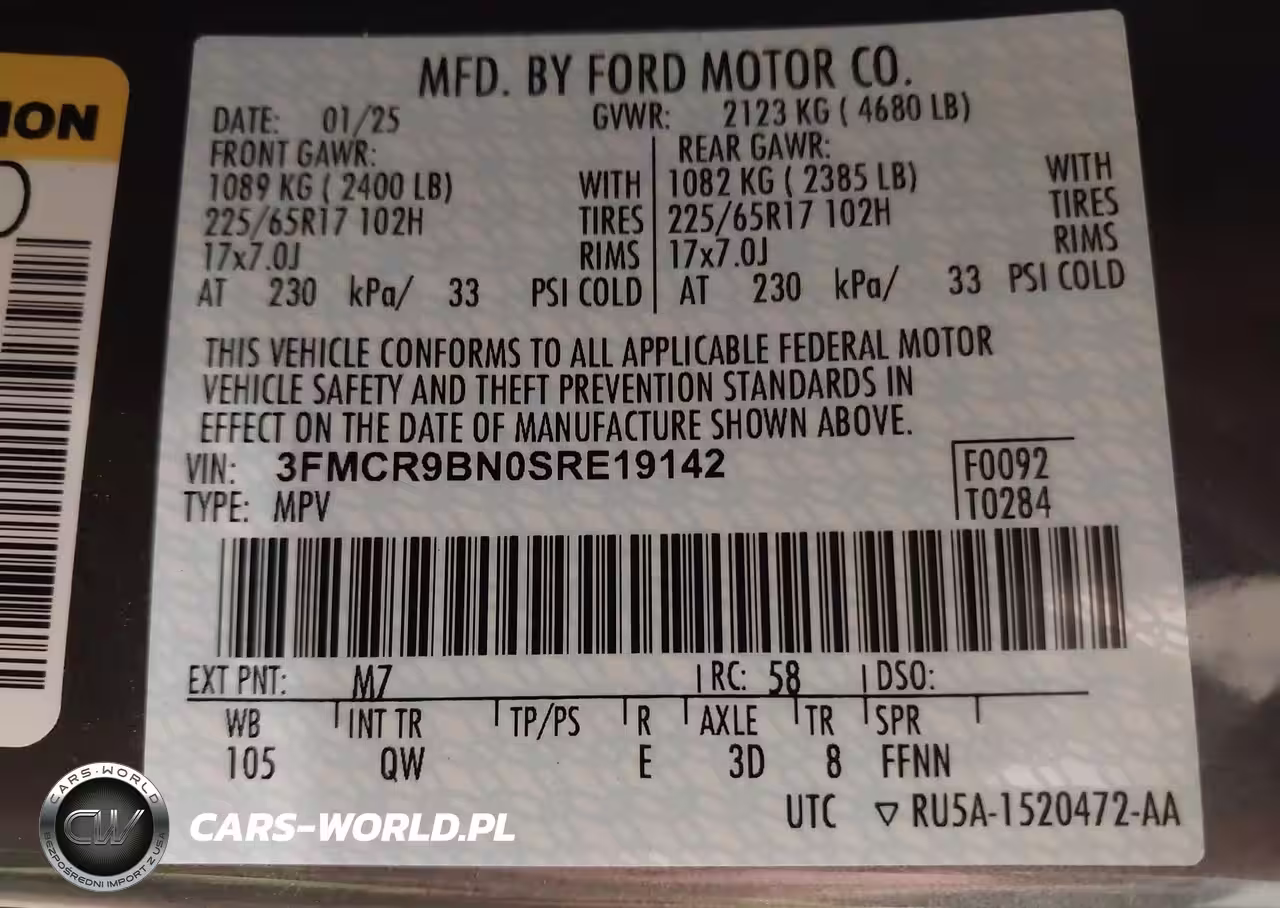 ION
MFD. BY FORD MOTOR CO.
DATE: 01/25 GVWR: 2123 KG ( 4680 LB)
FRONT GAWR: REAR GAWR:
1089 KG ( 2400 LB) WITH 1082 KG ( 2385 LB) WITH
225/65R17 102H TIRES 225/65R17 102H TIRES
17x7.0J RIMS 17x7.0J RIMS
AT 230 kPa/ 33 PSI COLD AT 230 kPa/ 33 PSI COLD
THIS VEHICLE CONFORMS TO ALL APPLICABLE FEDERAL MOTOR
VEHICLE SAFETY AND THEFT PREVENTION STANDARDS IN
EFFECT ON THE DATE OF MANUFACTURE SHOWN ABOVE.
VIN: 3FMCR9BN0SRE19142 F0092
TYPE: MPV T0284
EXT PNT: M7 RC: 58 DSO:
WB INT TR TP/PS R AXLE TR SPR
105 QW E 3D 8 FFNN
UTC ▽ RU5A-1520472-AA
CARS-WORLD
CW
BEZPOŚREDNI IMPORT Z USA
CARS-WORLD.PL